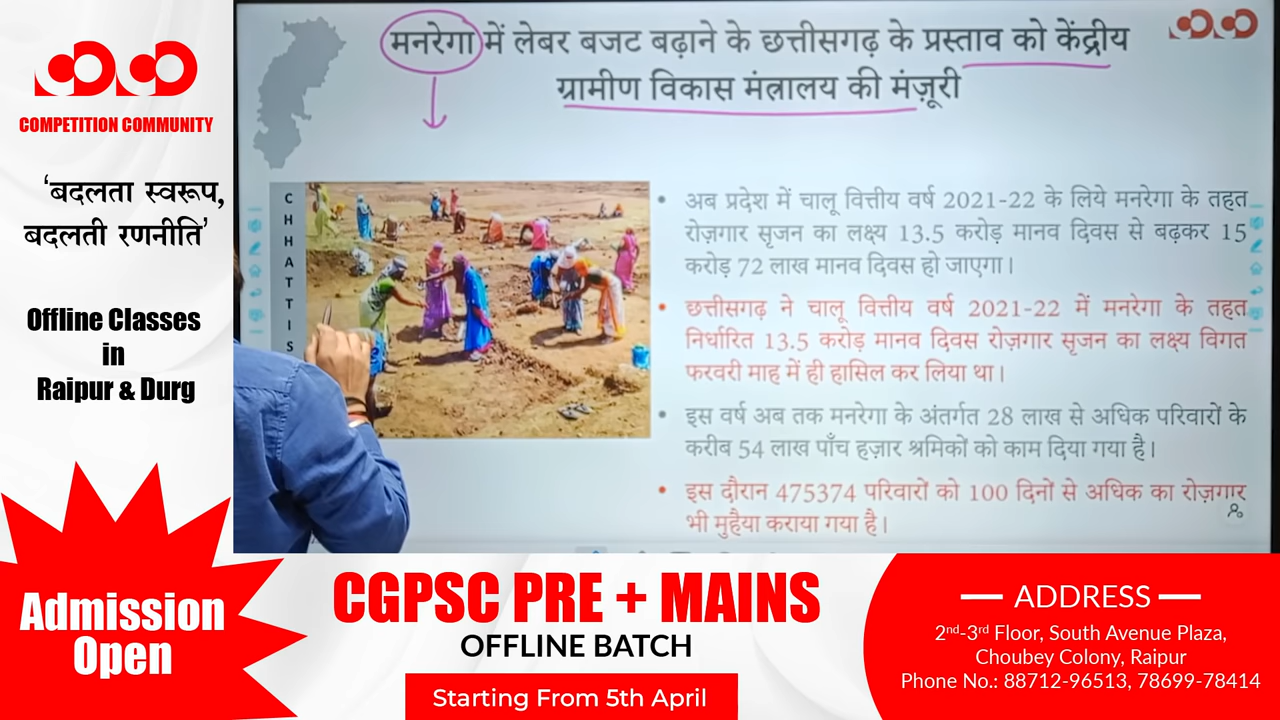 COMPETITION COMMUNITY
‘बदलता स्वरूप,
बदलती रणनीति’
Offline Classes
in
Raipur & Durg
Admission
Open
मनरेगा में लेबर बजट बढ़ाने के छत्तीसगढ़ के प्रस्ताव को केंद्रीय
ग्रामीण विकास मंत्रालय की मंज़ूरी
C
H
H
A
T
T
I
S
• अब प्रदेश में चालू वित्तीय वर्ष 2021-22 के लिये मनरेगा के तहत
रोज़गार सृजन का लक्ष्य 13.5 करोड़ मानव दिवस से बढ़कर 15
करोड़ 72 लाख मानव दिवस हो जाएगा।
• छत्तीसगढ़ ने चालू वित्तीय वर्ष 2021-22 में मनरेगा के तहत
निर्धारित 13.5 करोड़ मानव दिवस रोज़गार सृजन का लक्ष्य विगत
फरवरी माह में ही हासिल कर लिया था।
• इस वर्ष अब तक मनरेगा के अंतर्गत 28 लाख से अधिक परिवारों के
करीब 54 लाख पाँच हज़ार श्रमिकों को काम दिया गया है।
• इस दौरान 475374 परिवारों को 100 दिनों से अधिक का रोज़गार
भी मुहैया कराया गया है।
CGPSC PRE + MAINS
OFFLINE BATCH
Starting From 5th April
ADDRESS
2nd-3rd Floor, South Avenue Plaza,
Choubey Colony, Raipur
Phone No.: 88712-96513, 78699-78414